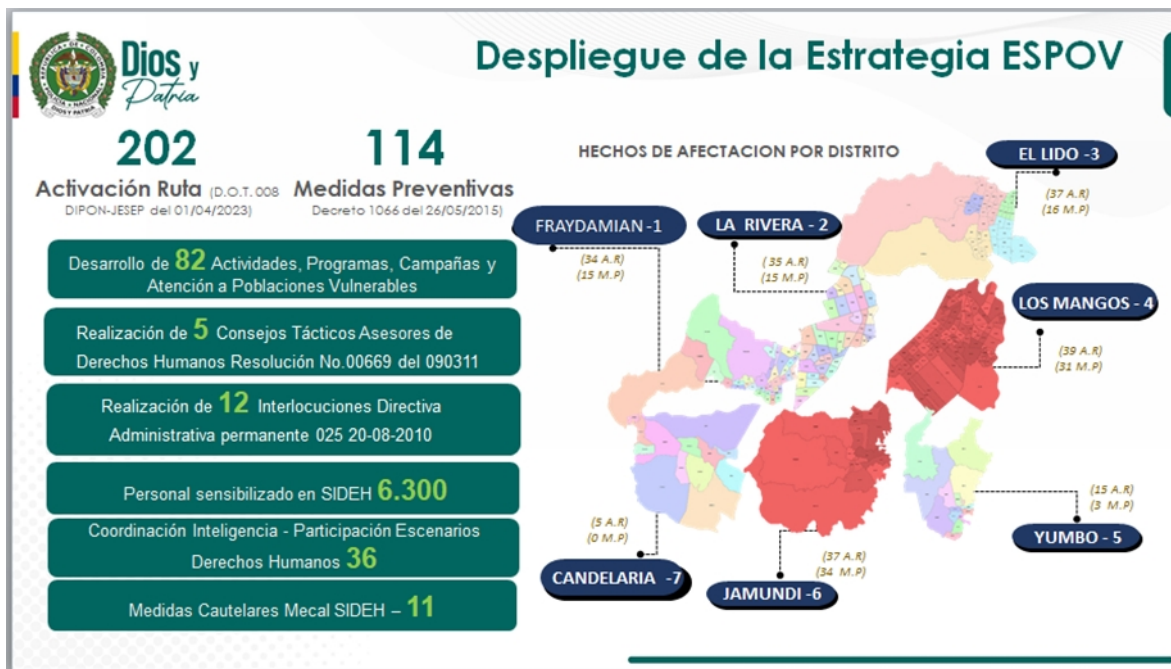 Dios y
Patria
Despliegue de la Estrategia ESPOV
202
Activación Ruta (D.O.T. 008
DIPON-JESEP del 01/04/2023)
114
Medidas Preventivas
Decreto 1066 del 26/05/2015)
Desarrollo de 82 Actividades, Programas, Campañas y
Atención a Poblaciones Vulnerables
Realización de 5 Consejos Tácticos Asesores de
Derechos Humanos Resolución No.00669 del 090311
Realización de 12 Interlocuciones Directiva
Administrativa permanente 025 20-08-2010
Personal sensibilizado en SIDEH 6.300
Coordinación Inteligencia - Participación Escenarios
Derechos Humanos 36
Medidas Cautelares Mecal SIDEH – 11
HECHOS DE AFECTACION POR DISTRITO
EL LIDO -3
(37 A.R)
(16 M.P)
FRAYDAMIAN -1
(34 A.R)
(15 M.P)
LA RIVERA - 2
( 35 A.R)
(15 M.P)
LOS MANGOS - 4
(39 A.R)
(31 M.P)
(15 A.R)
(3 M.P)
YUMBO - 5
(5 A.R)
(0 M.P)
CANDELARIA -7
(37 A.R)
(34 M.P)
JAMUNDI -6